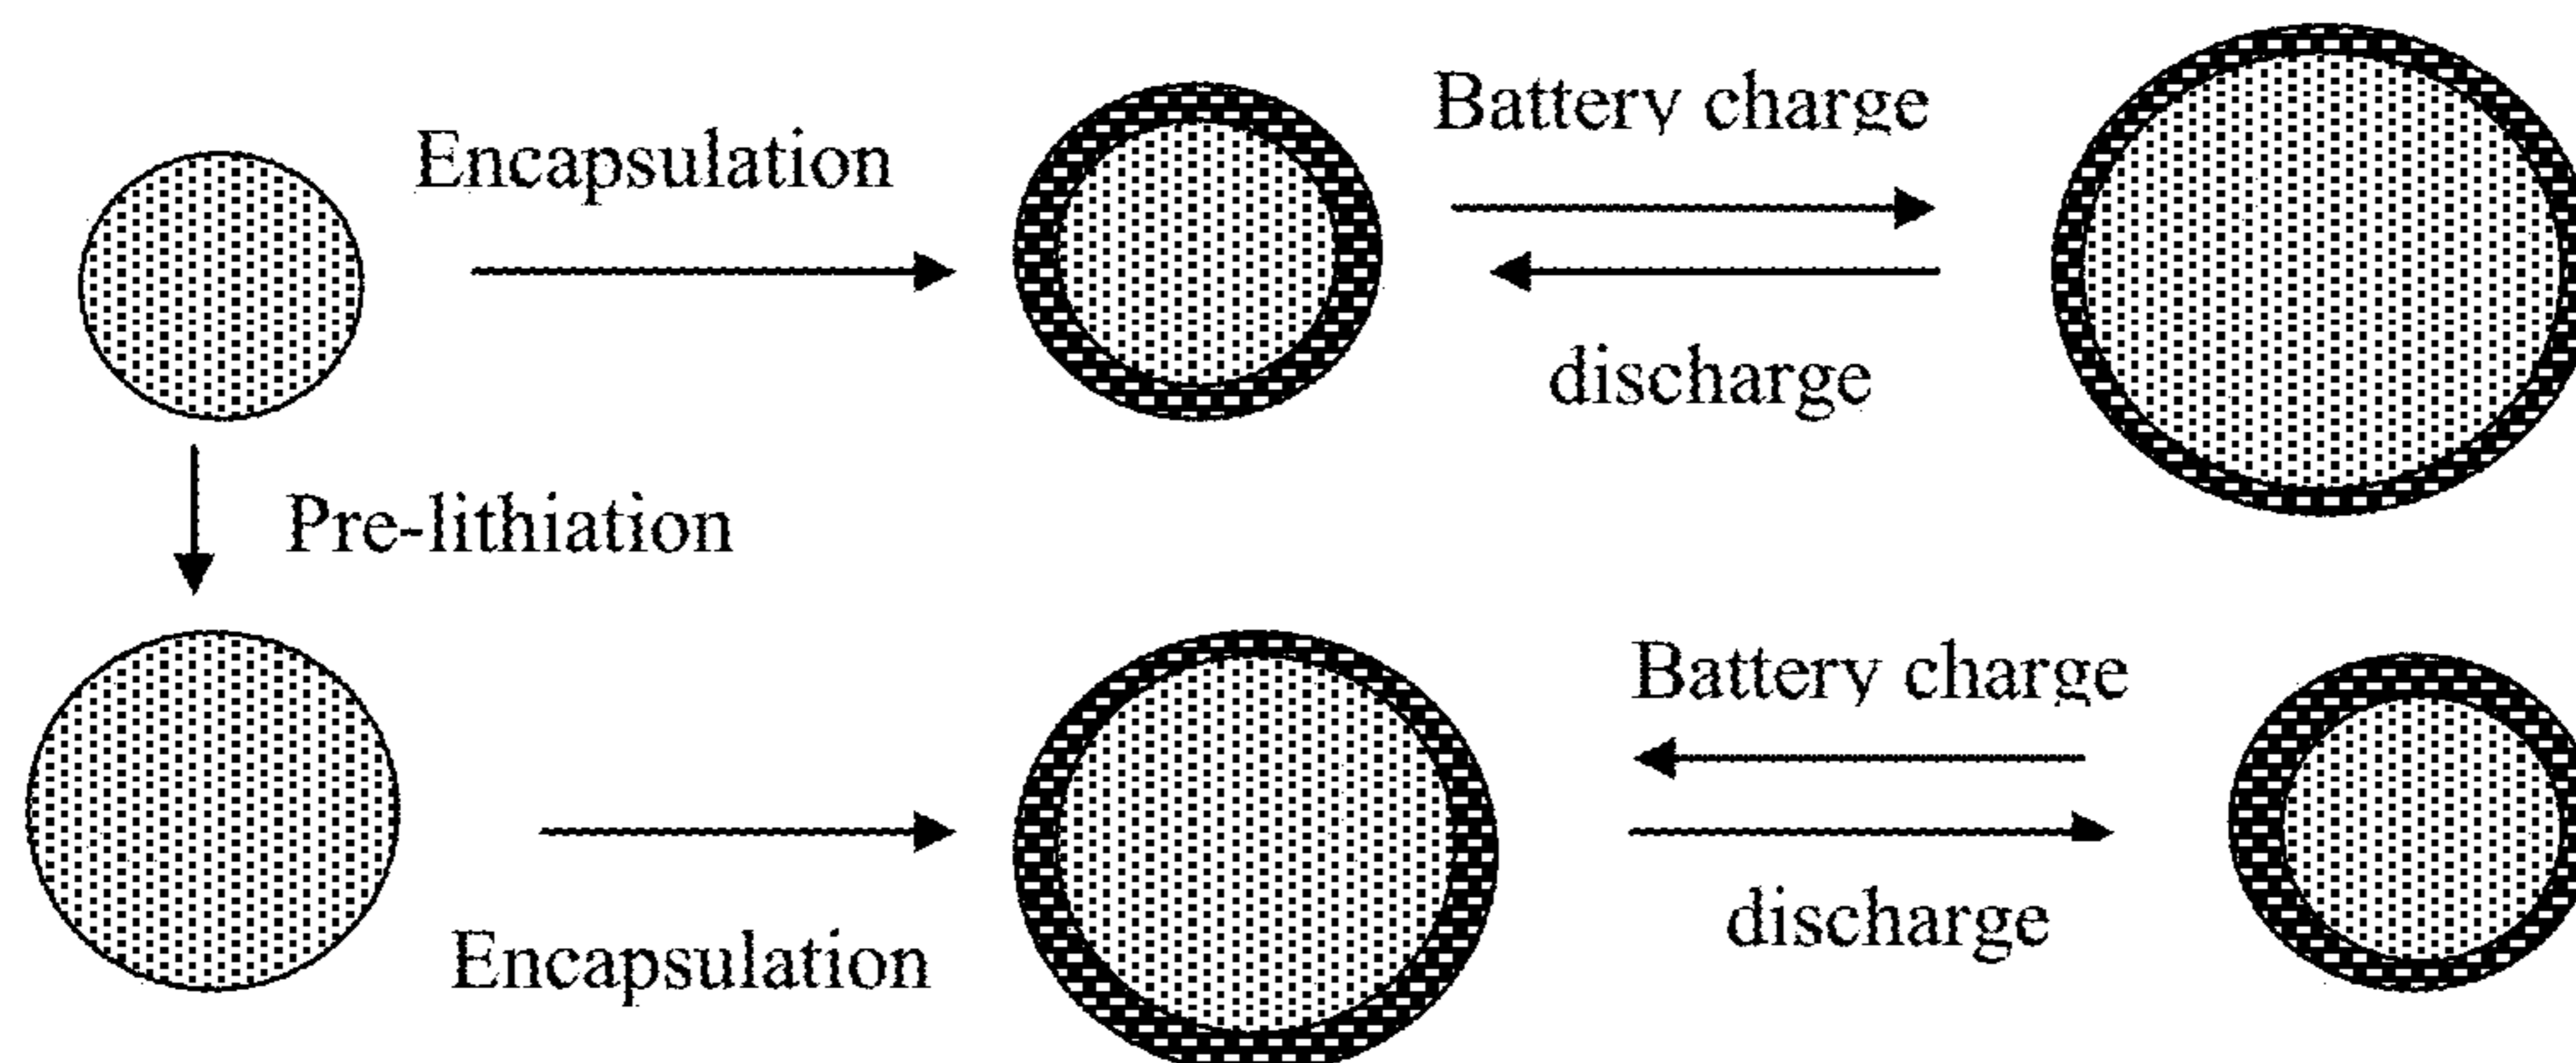 Encapsulation
Battery charge
discharge
Pre-lithiation
Battery charge
discharge
Encapsulation